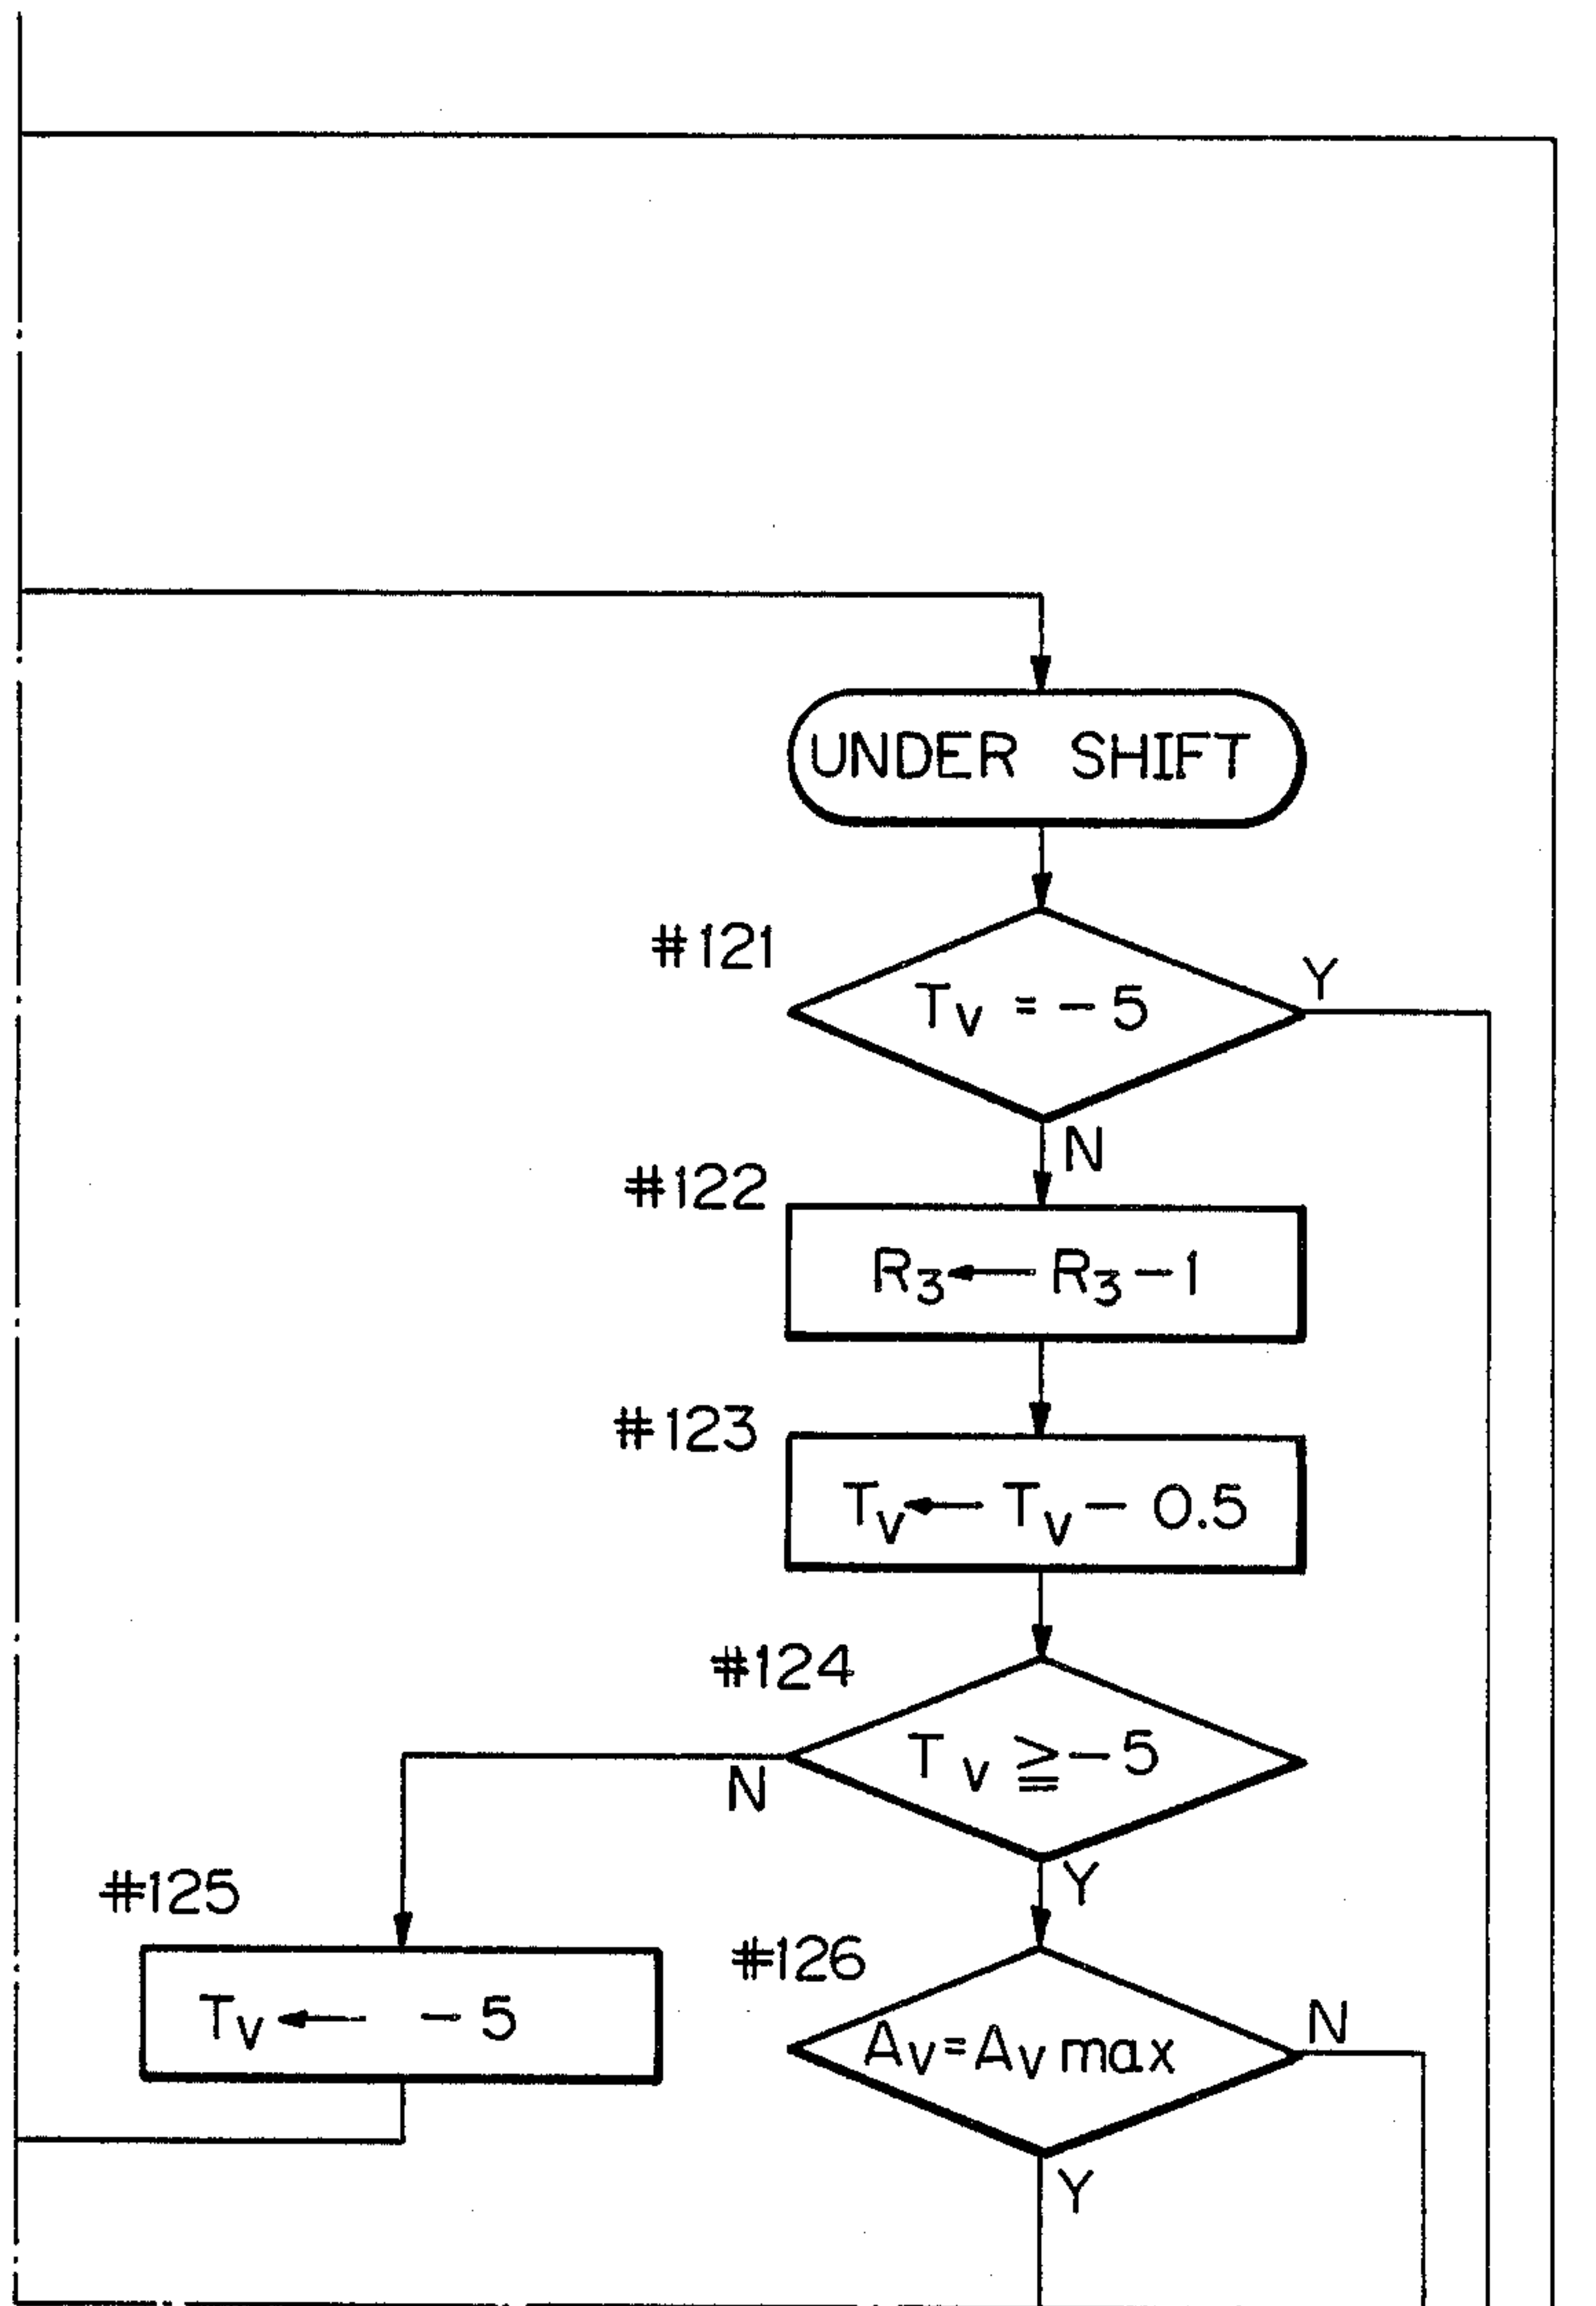 UNDER SHIFT
#121
Tv = -5
Y
N
#122
R3 ← R3 - 1
#123
Tv ← Tv - 0.5
#124
Tv ≧ -5
N
Y
#125
Tv ← -5
#126
Av = Av max
N
Y